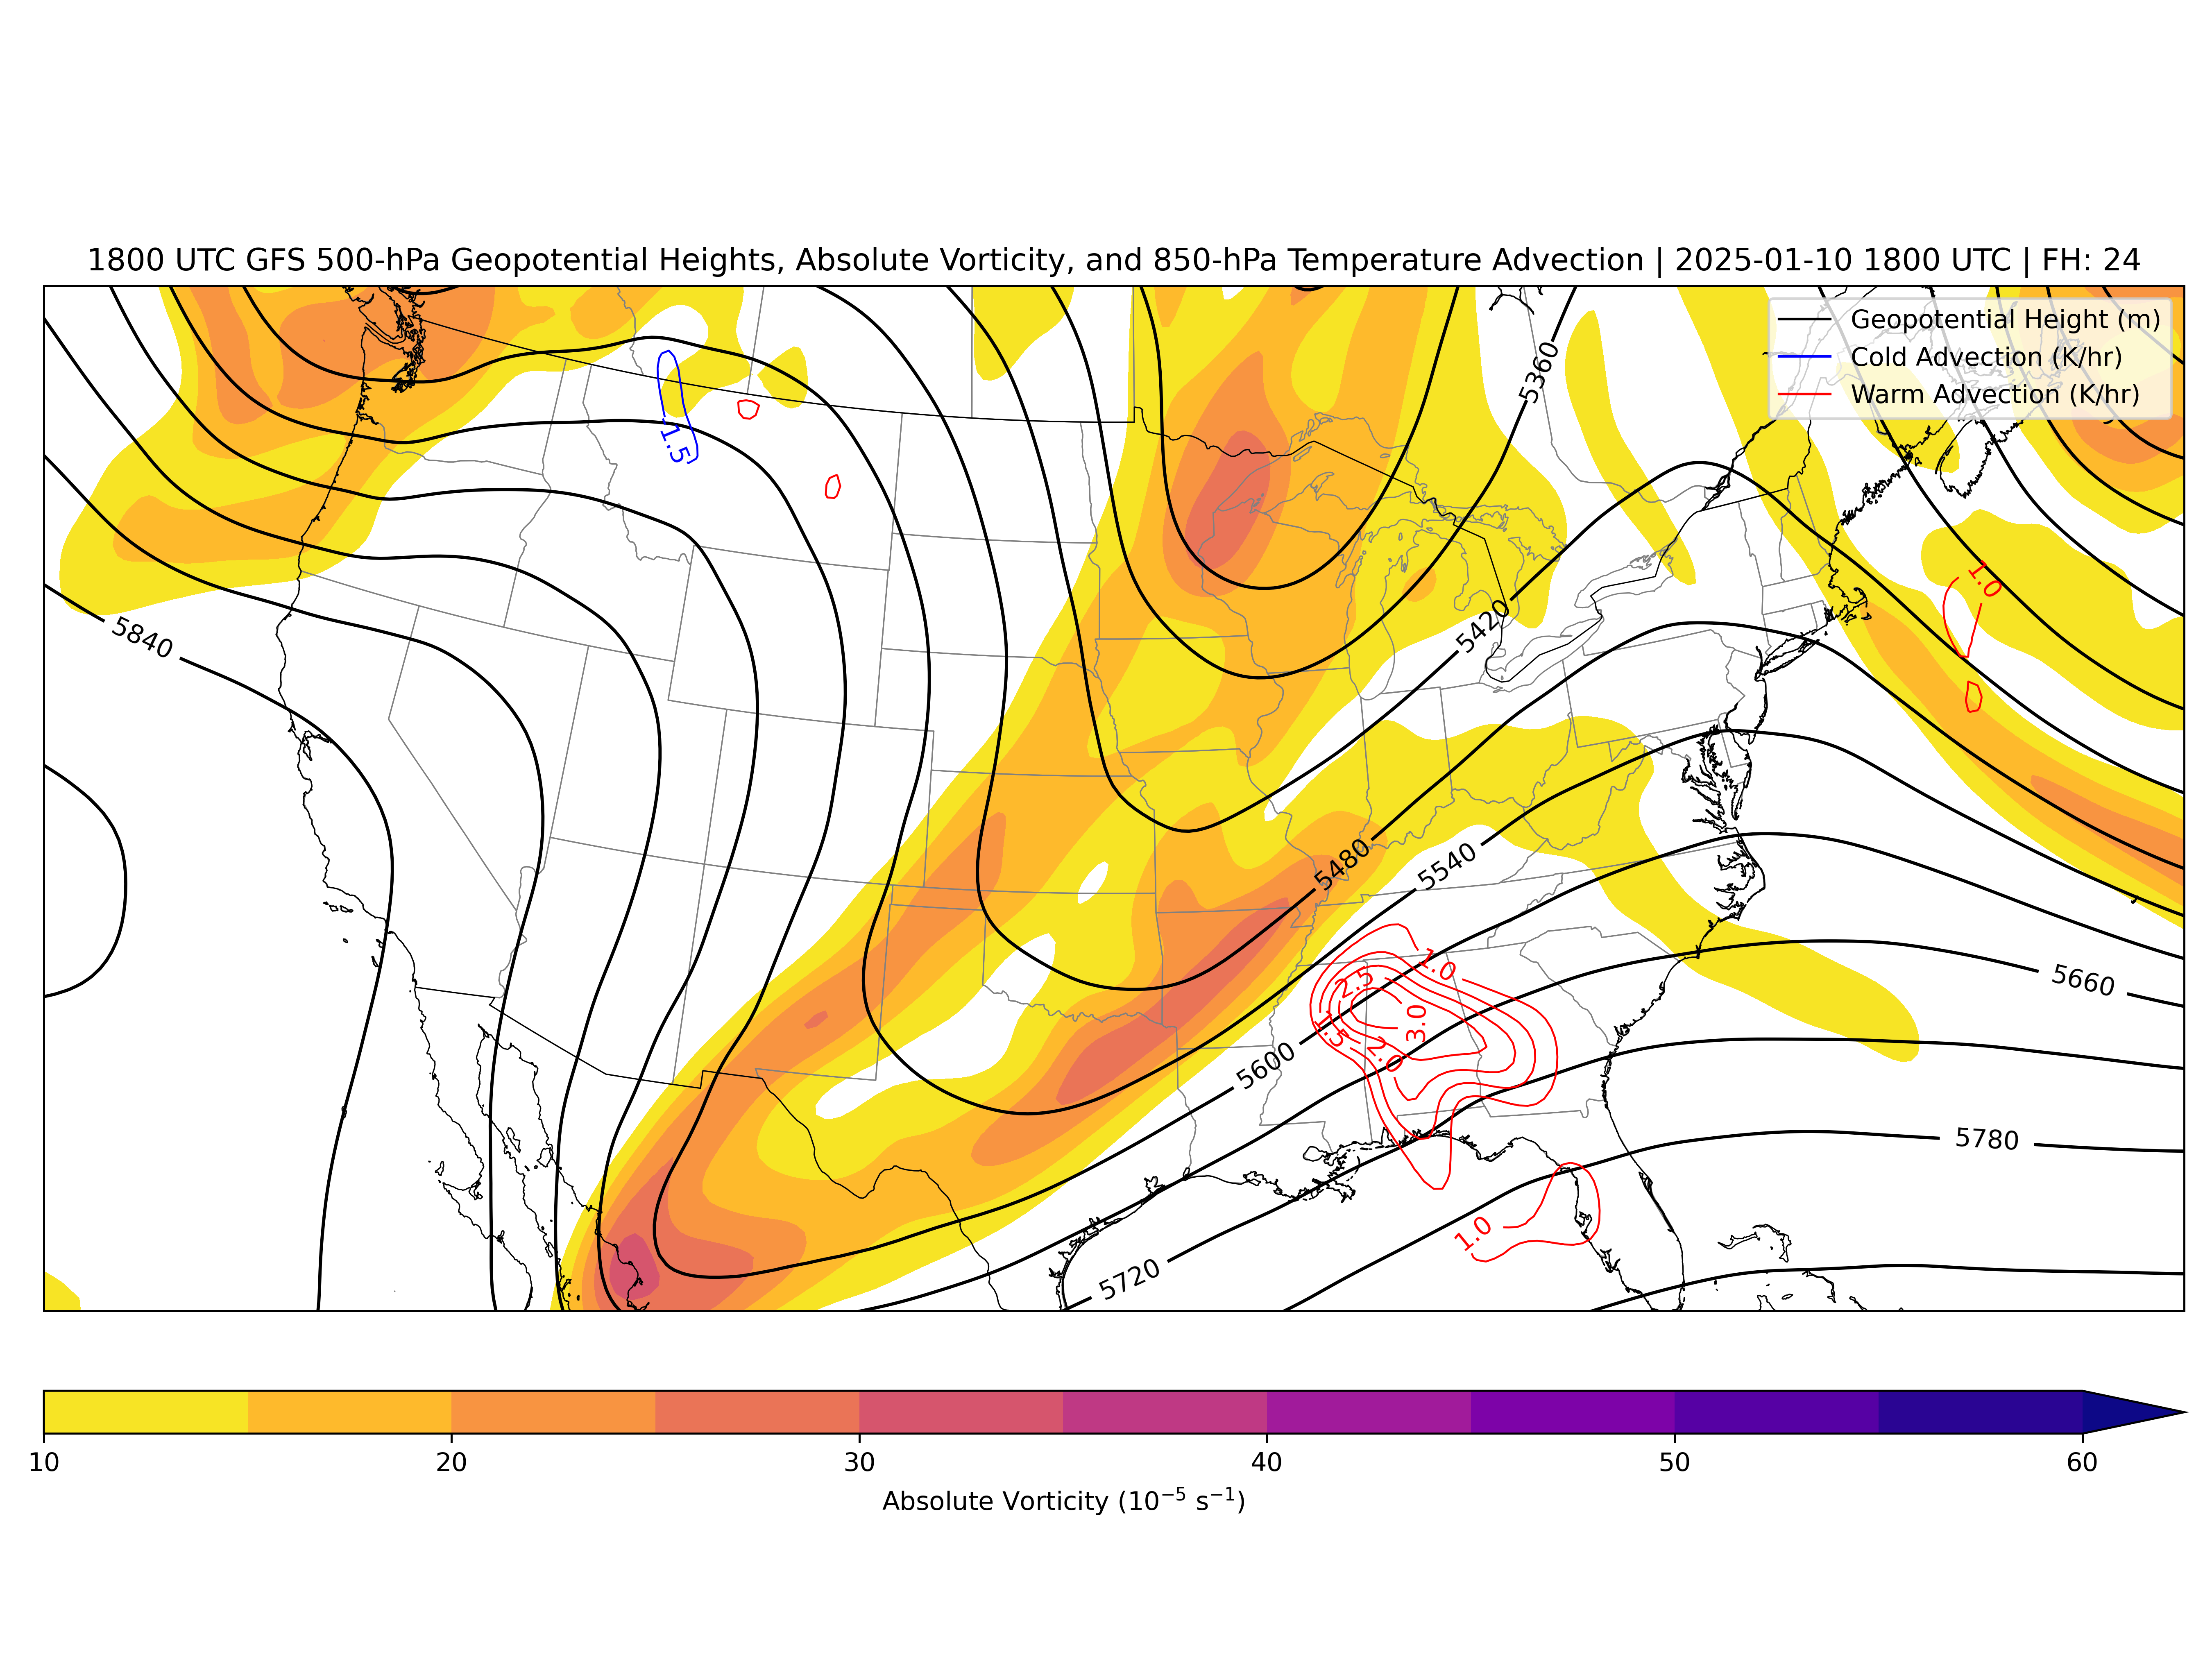 1800 UTC GFS 500-hPa Geopotential Heights, Absolute Vorticity, and 850-hPa Temperature Advection | 2025-01-10 1800 UTC | FH: 24
Geopotential Height (m)
Cold Advection (K/hr)
Warm Advection (K/hr)
5360
-1.5
1.0
5420
5840
5480
5540
1.0
2.5
5660
3.0
1.5
2.0
5600
5780
1.0
5720
10 20 30 40 50 60
Absolute Vorticity (10⁻⁵ s⁻¹)